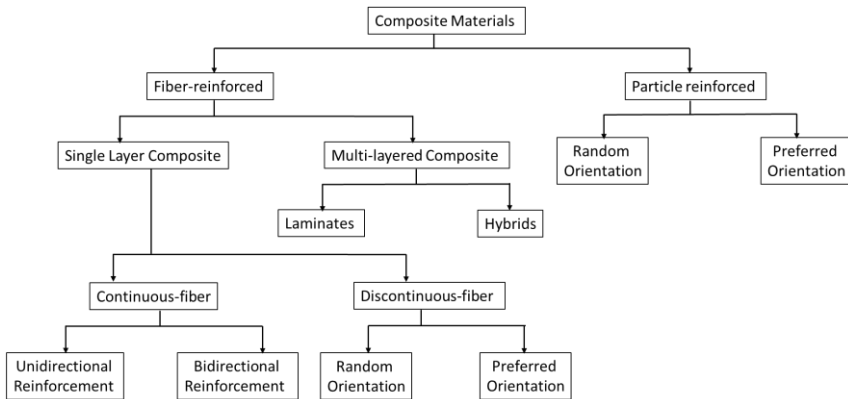 Composite Materials
Fiber-reinforced
Particle reinforced
Single Layer Composite
Multi-layered Composite
Random
Orientation
Preferred
Orientation
Laminates
Hybrids
Continuous-fiber
Discontinuous-fiber
Unidirectional
Reinforcement
Bidirectional
Reinforcement
Random
Orientation
Preferred
Orientation